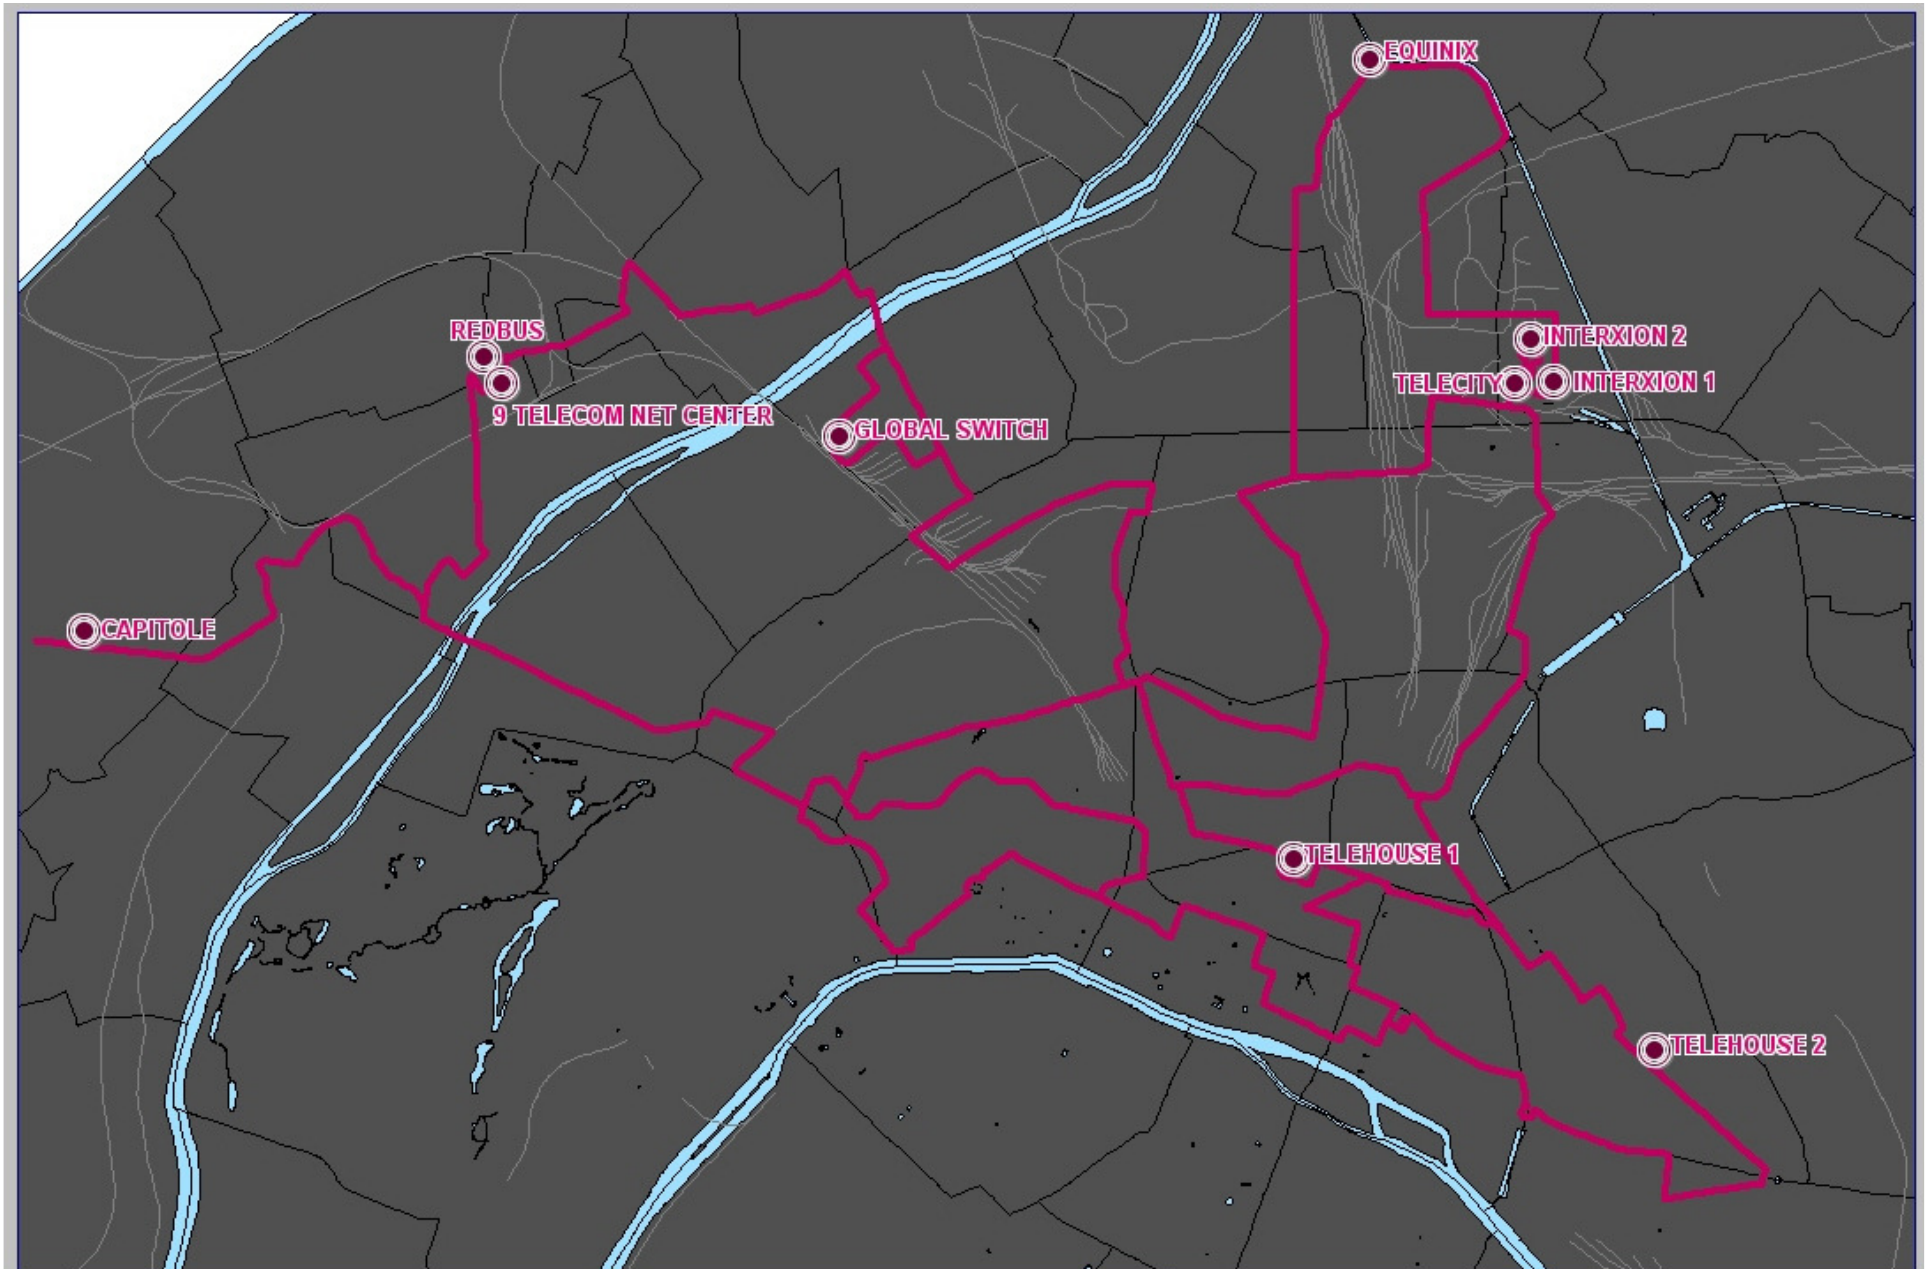 EQUINIX
REDBUS
INTERXION 2
TELECITY
INTERXION 1
9 TELECOM NET CENTER
GLOBAL SWITCH
CAPITOLE
TELEHOUSE 1
TELEHOUSE 2